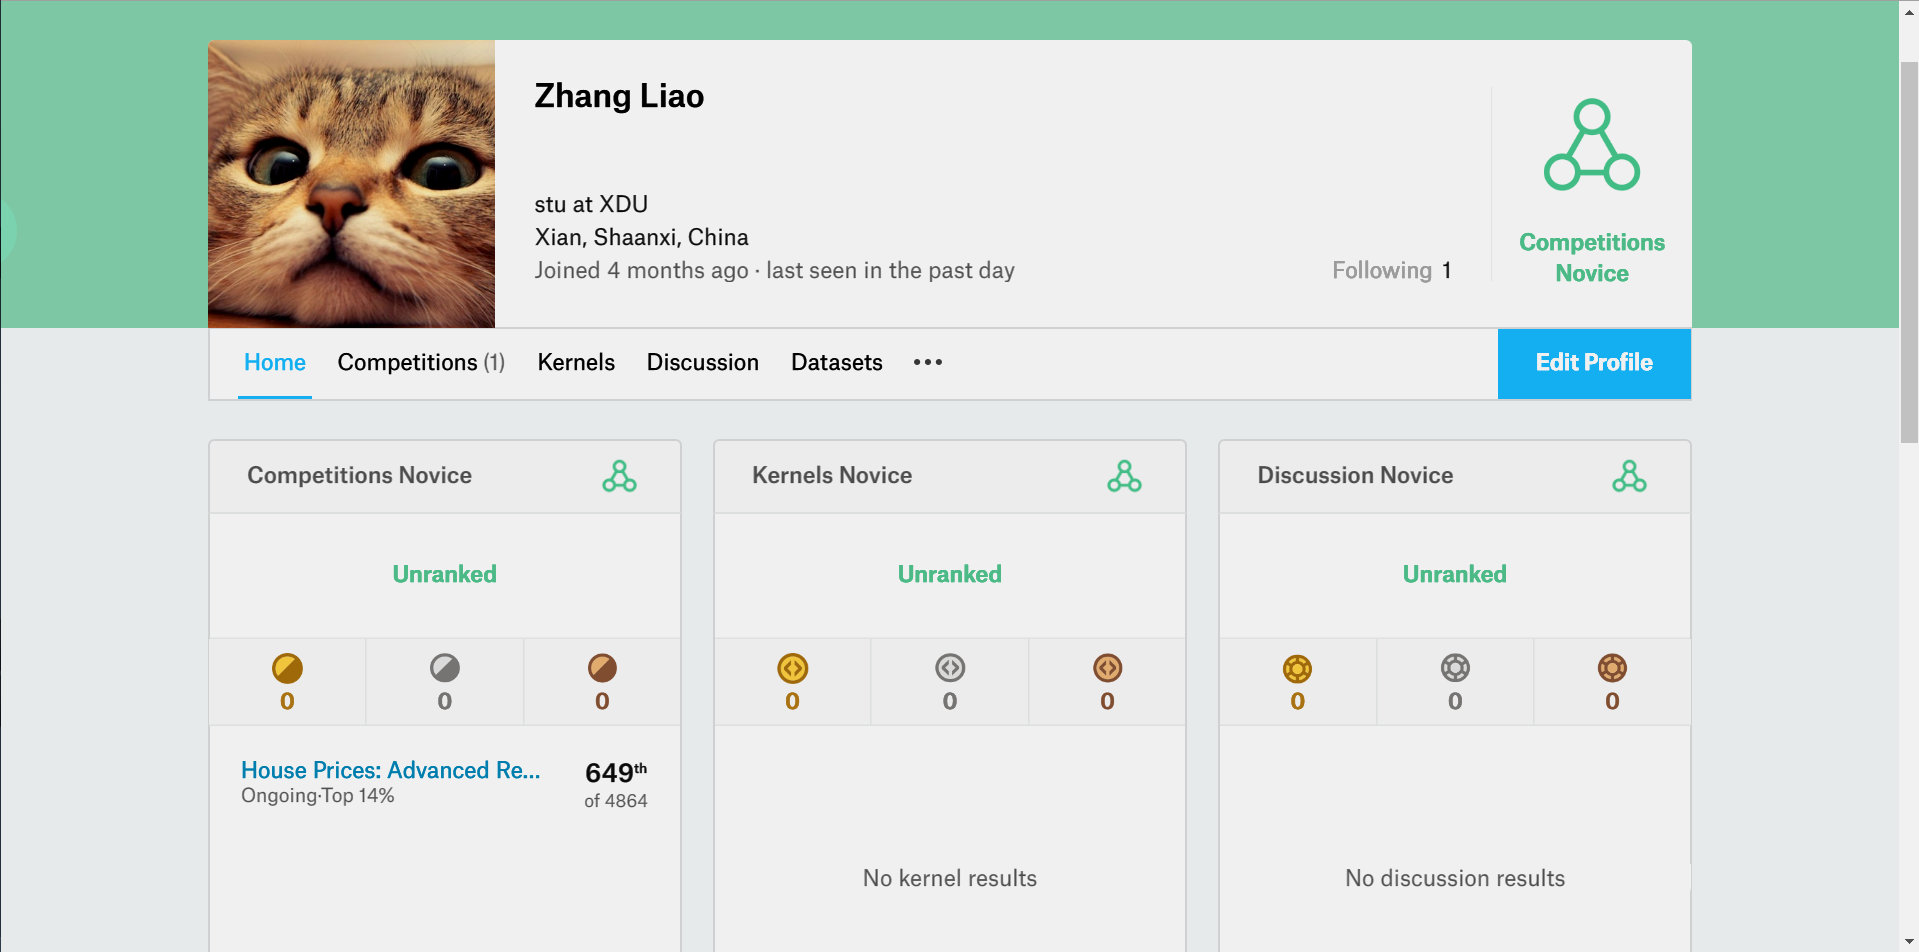 Zhang Liao
stu at XDU
Xian, Shaanxi, China
Joined 4 months ago · last seen in the past day
Following 1
Competitions
Novice
Home Competitions (1) Kernels Discussion Datasets •••
Edit Profile
Competitions Novice
Unranked
0 0 0
House Prices: Advanced Re...
Ongoing·Top 14%
649th
of 4864
Kernels Novice
Unranked
0 0 0
No kernel results
Discussion Novice
Unranked
0 0 0
No discussion results